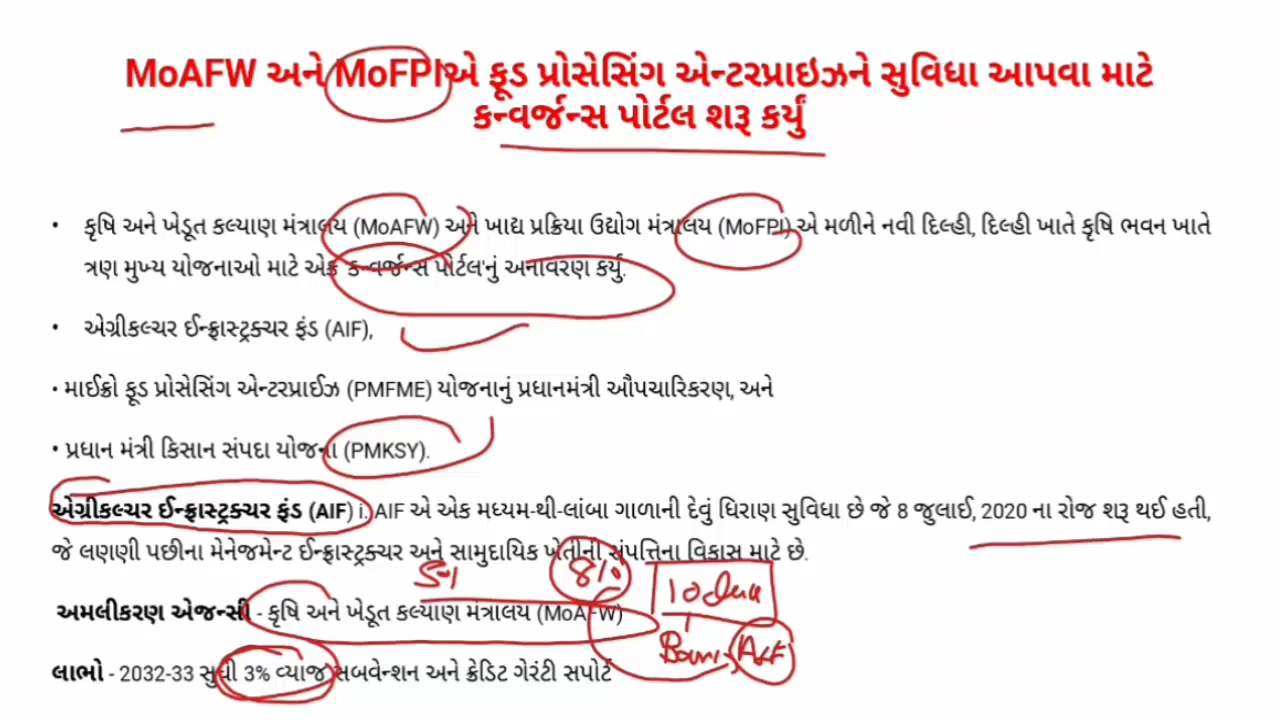 MoAFW અને MoFPIએ ફૂડ પ્રોસેસિંગ એન્ટરપ્રાઇઝને સુવિધા આપવા માટે
કન્વર્જન્સ પોર્ટલ શરૂ કર્યું
• કૃષિ અને ખેડૂત કલ્યાણ મંત્રાલય (MoAFW) અને ખાદ્ય પ્રક્રિયા ઉદ્યોગ મંત્રાલય (MoFPI) એ મળીને નવી દિલ્હી, દિલ્હી ખાતે કૃષિ ભવન ખાતે
ત્રણ મુખ્ય યોજનાઓ માટે એક 'કન્વર્જન્સ પોર્ટલ'નું અનાવરણ કર્યું.
• એગ્રીકલ્ચર ઈન્ફ્રાસ્ટ્રક્ચર ફંડ (AIF),
• માઈક્રો ફૂડ પ્રોસેસિંગ એન્ટરપ્રાઈઝ (PMFME) યોજનાનું પ્રધાનમંત્રી ઔપચારિકરણ, અને
• પ્રધાન મંત્રી કિસાન સંપદા યોજના (PMKSY).
એગ્રીકલ્ચર ઈન્ફ્રાસ્ટ્રક્ચર ફંડ (AIF) i. AIF એ એક મધ્યમ-થી-લાંબા ગાળાની દેવું ધિરાણ સુવિધા છે જે 8 જુલાઈ, 2020 ના રોજ શરૂ થઈ હતી,
જે લણણી પછીના મેનેજમેન્ટ ઈન્ફ્રાસ્ટ્રક્ચર અને સામુદાયિક ખેતીની સંપત્તિના વિકાસ માટે છે.
8%
અમલીકરણ એજન્સી - કૃષિ અને ખેડૂત કલ્યાણ મંત્રાલય (MoAFW)
AIF
લાભો - 2032-33 સુધી 3% વ્યાજ સબવેન્શન અને ક્રેડિટ ગેરંટી સપોર્ટ